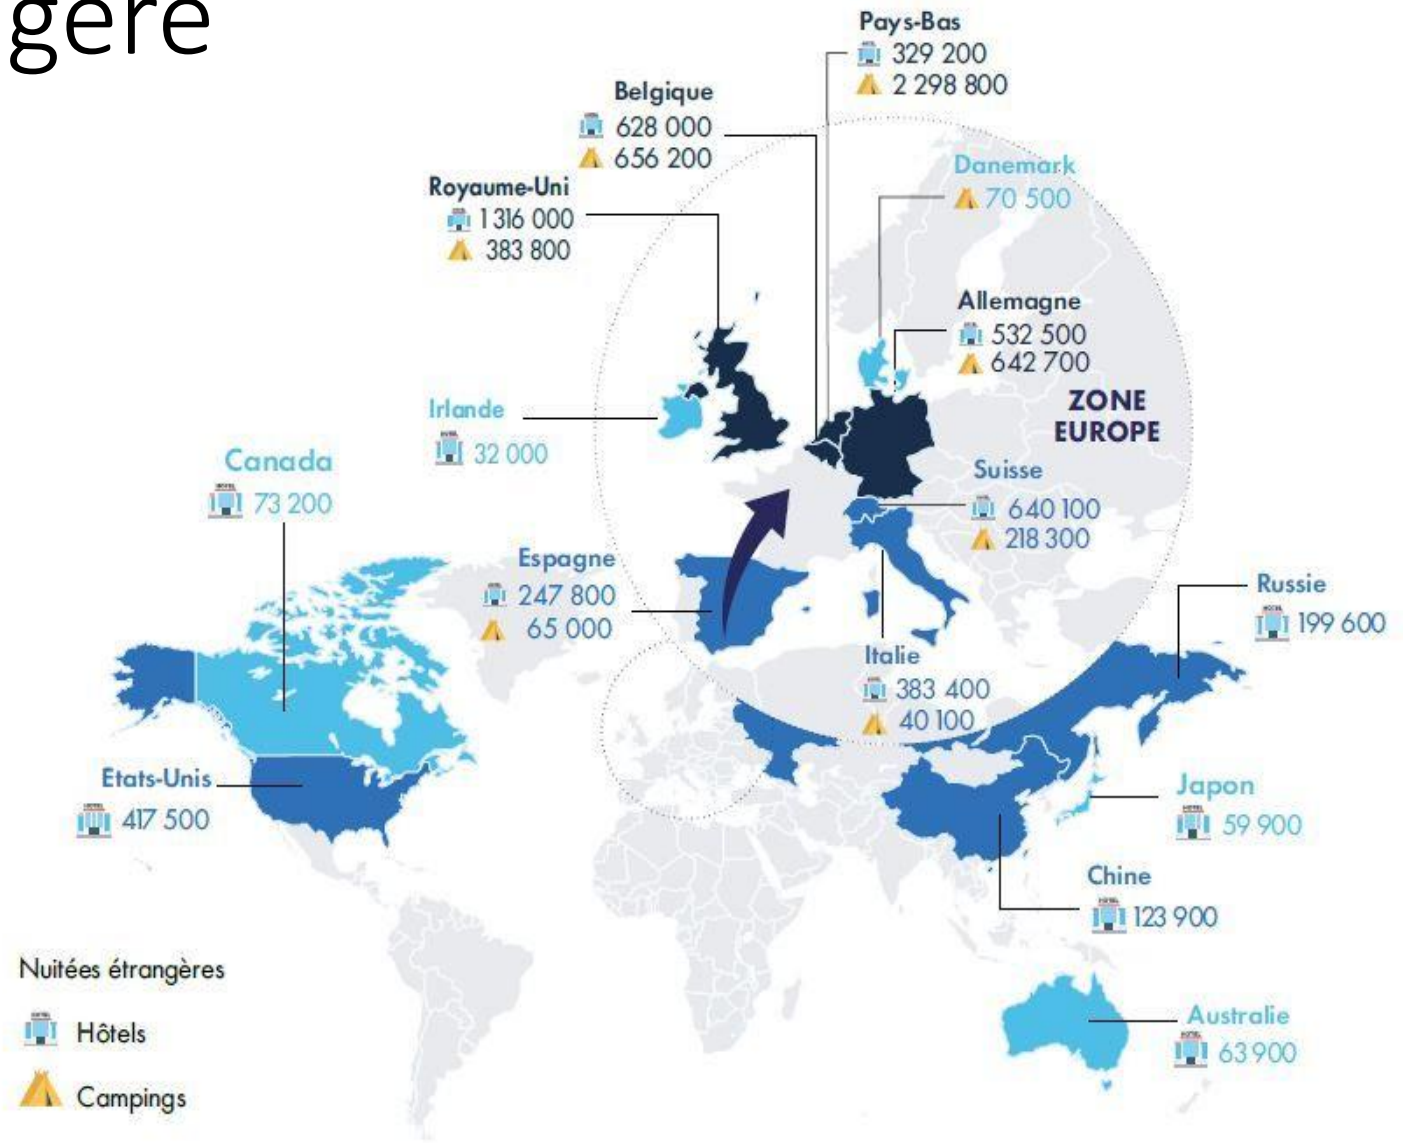 gère
Pays-Bas
329 200
2 298 800
Belgique
628 000
656 200
Danemark
70 500
Royaume-Uni
1 316 000
383 800
Allemagne
532 500
642 700
ZONE
EUROPE
Irlande
32 000
Canada
73 200
Suisse
640 100
218 300
Espagne
247 800
65 000
Russie
199 600
Italie
383 400
40 100
Etats-Unis
417 500
Japon
59 900
Chine
123 900
Nuitées étrangères
Hôtels
Campings
Australie
63 900